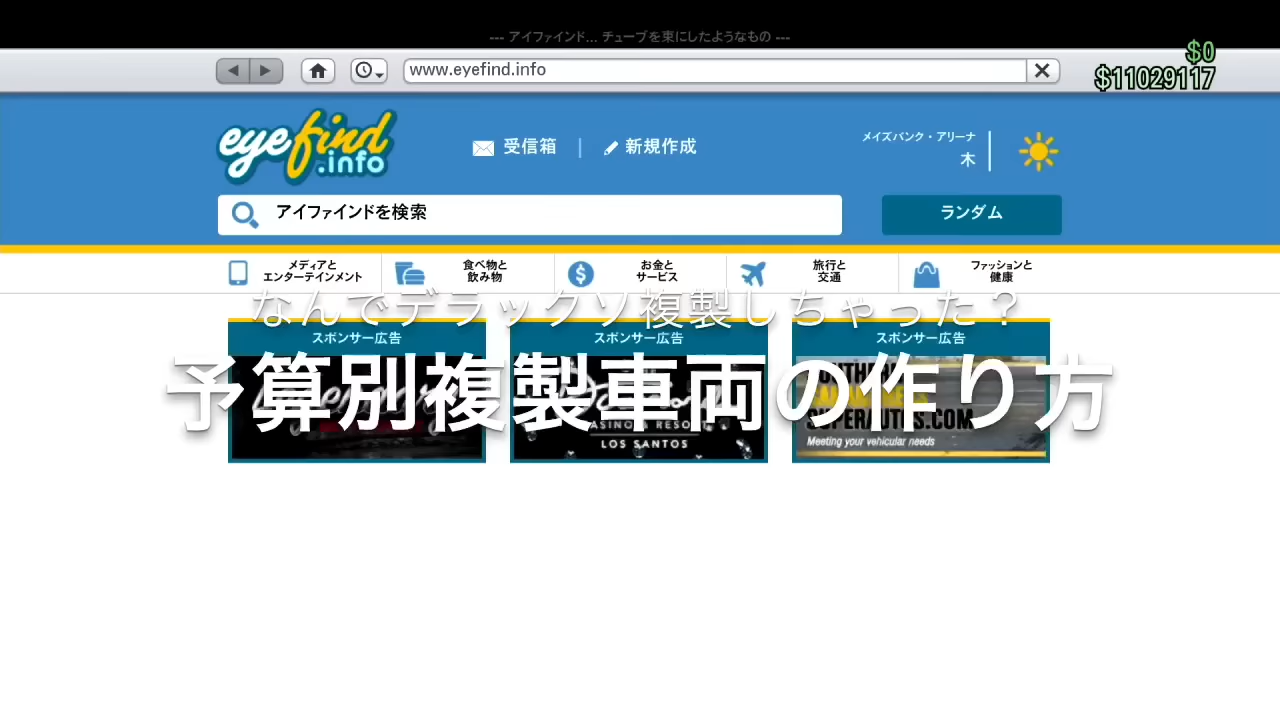 --- アイファインド... チューブを束にしたようなもの ---
$0
www.eyefind.info
$11029117
eyefind
.info
受信箱
新規作成
メイズバンク・アリーナ
木
アイファインドを検索
ランダム
メディアと
エンターテインメント
食べ物と
飲み物
お金と
サービス
旅行と
交通
ファッションと
健康
なんでデラックソ複製しちゃった？
スポンサー広告
スポンサー広告
スポンサー広告
予算別複製車両の作り方
SUPERAUTOS.COM
LOS SANTOS
Meeting your vehicular needs